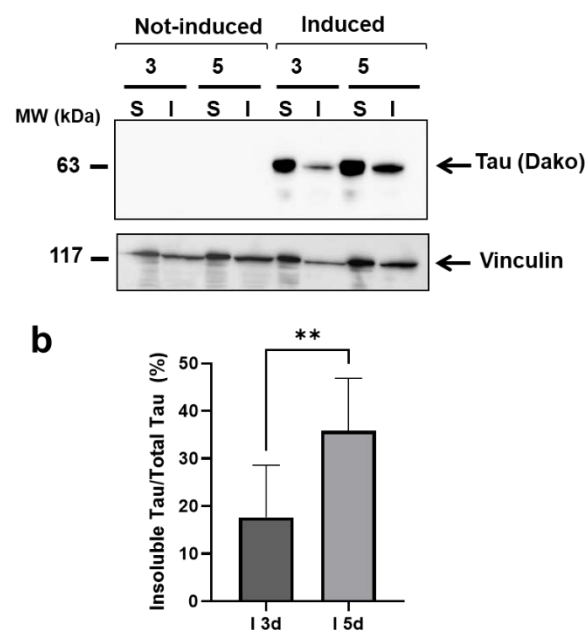 Not-induced Induced
3 5 3 5
MW (kDa) S I S I S I S I
63 Tau (Dako)
117 Vinculin
b
**
Insoluble Tau/Total Tau (%)
50
40
30
20
10
0
I 3d I 5d